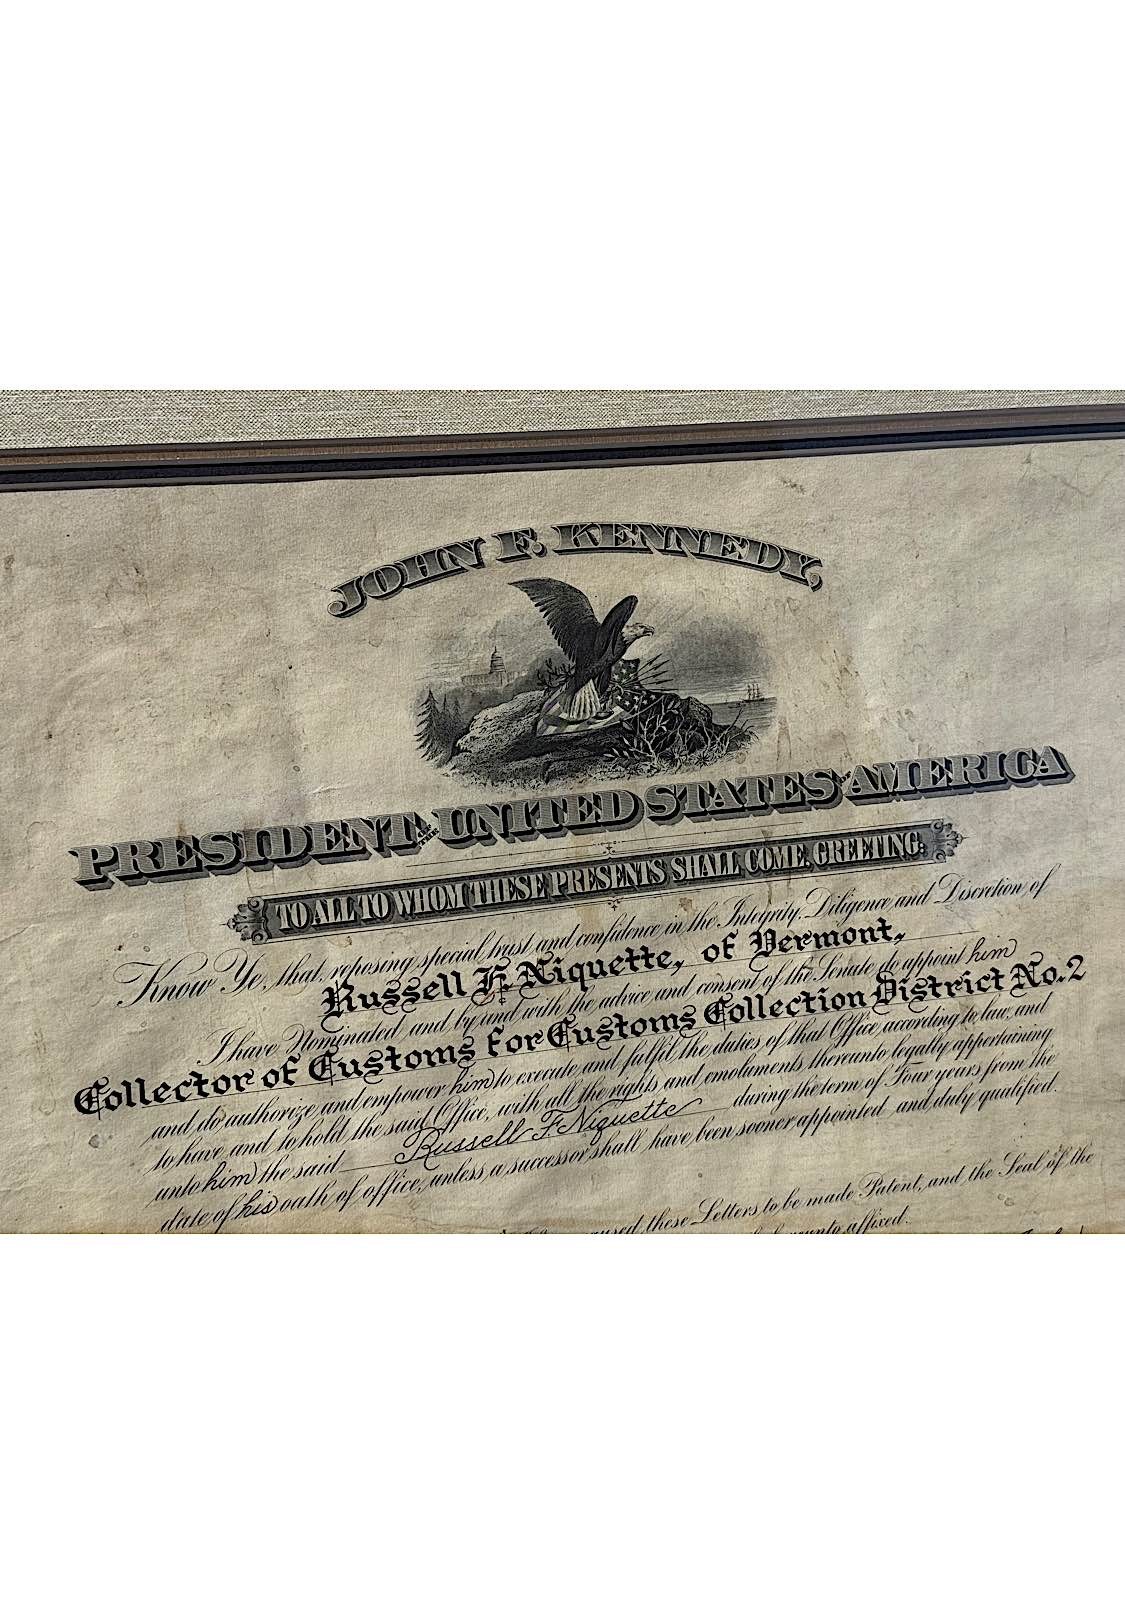 JOHN F. KENNEDY,
PRESIDENT OF THE UNITED STATES OF AMERICA
TO ALL TO WHOM THESE PRESENTS SHALL COME, GREETING:
Know Ye, that, reposing special trust and confidence in the Integrity, Diligence and Discretion of
Russell F. Niquette, of Vermont,
I have Nominated, and by and with the advice and consent of the Senate do appoint him
Collector of Customs for Customs Collection District No. 2
and do authorize and empower him to execute and fulfil the duties of that Office according to law, and
to have and to hold the said Office, with all the rights and emoluments thereunto legally appertaining
unto him the said Russell F. Niquette during the term of Four years from the
date of his oath of office, unless a successor shall have been sooner appointed and duly qualified.
these Letters to be made Patent, and the Seal of the
affixed.